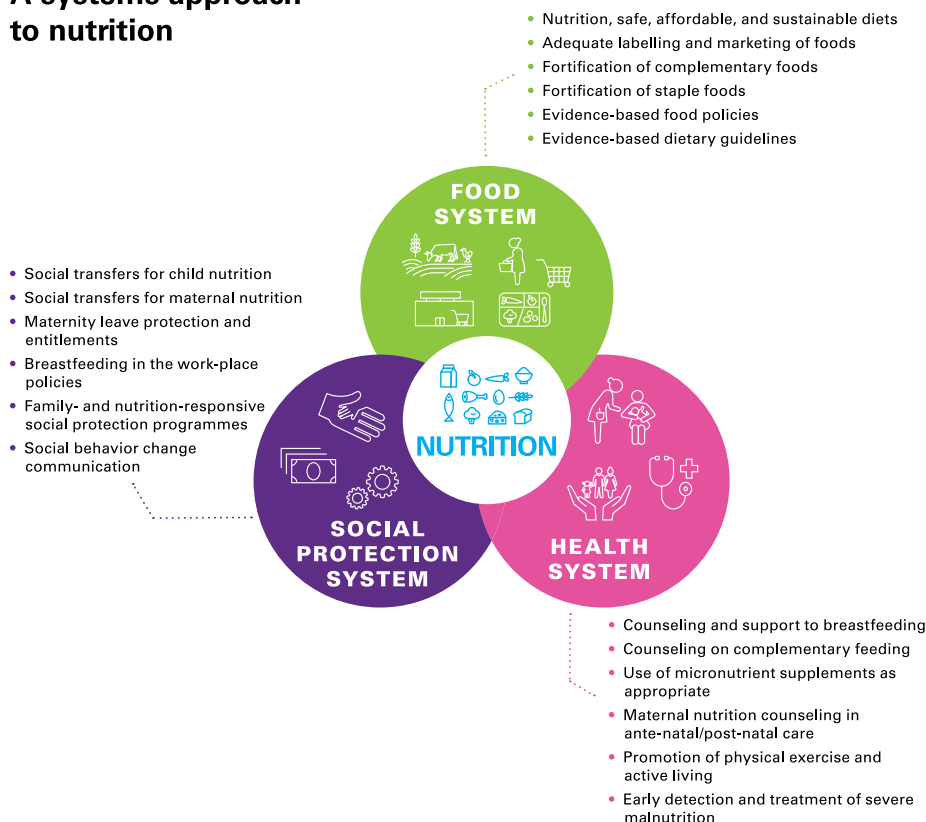 A systems approach
to nutrition
• Nutrition, safe, affordable, and sustainable diets
• Adequate labelling and marketing of foods
• Fortification of complementary foods
• Fortification of staple foods
• Evidence-based food policies
• Evidence-based dietary guidelines
FOOD
SYSTEM
• Social transfers for child nutrition
• Social transfers for maternal nutrition
• Maternity leave protection and
entitlements
• Breastfeeding in the work-place
policies
• Family- and nutrition-responsive
social protection programmes
• Social behavior change
communication
NUTRITION
SOCIAL
PROTECTION
SYSTEM
HEALTH
SYSTEM
• Counseling and support to breastfeeding
• Counseling on complementary feeding
• Use of micronutrient supplements as
appropriate
• Maternal nutrition counseling in
ante-natal/post-natal care
• Promotion of physical exercise and
active living
• Early detection and treatment of severe
malnutrition